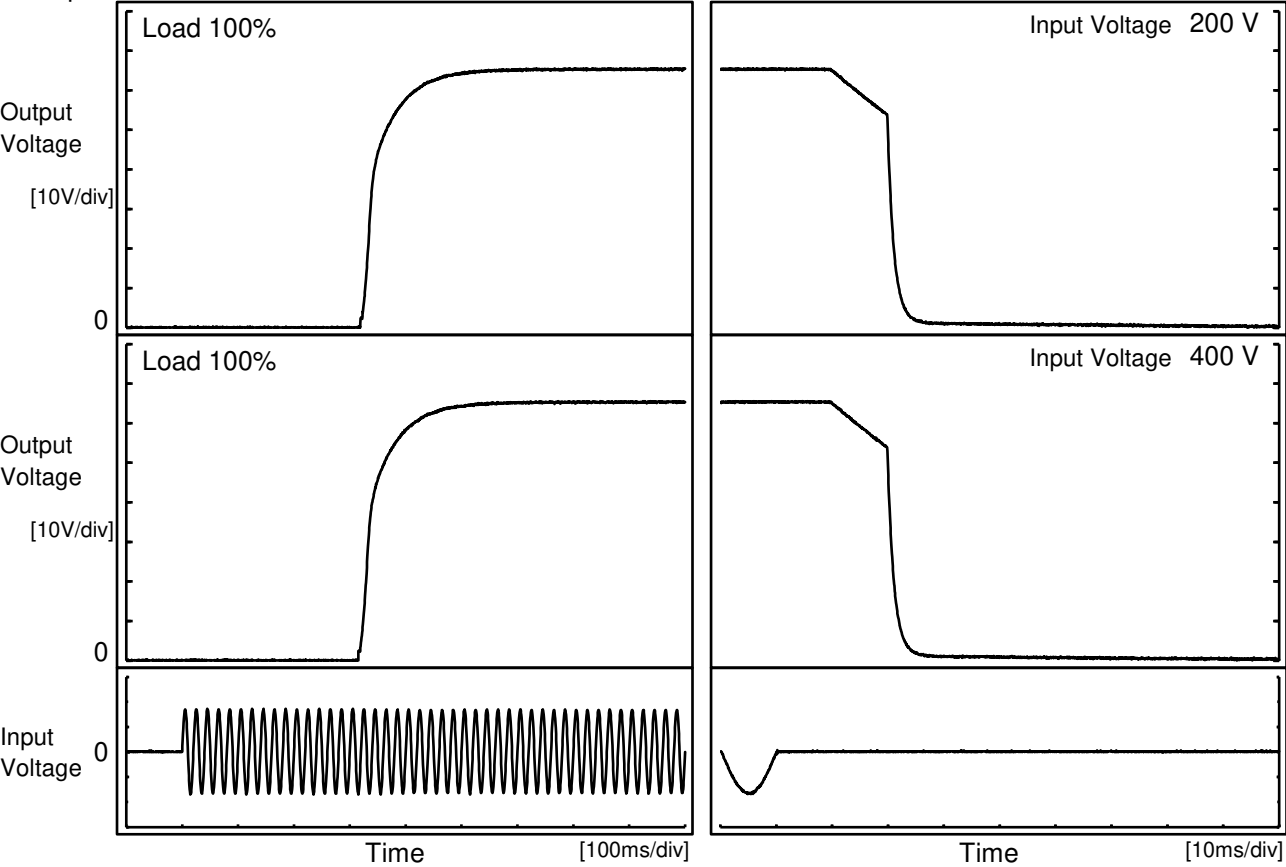 Load 100%
Input Voltage 200 V
Output
Voltage
[10V/div]
0
Load 100%
Input Voltage 400 V
Output
Voltage
[10V/div]
0
Input
Voltage
0
Time
[100ms/div]
Time
[10ms/div]